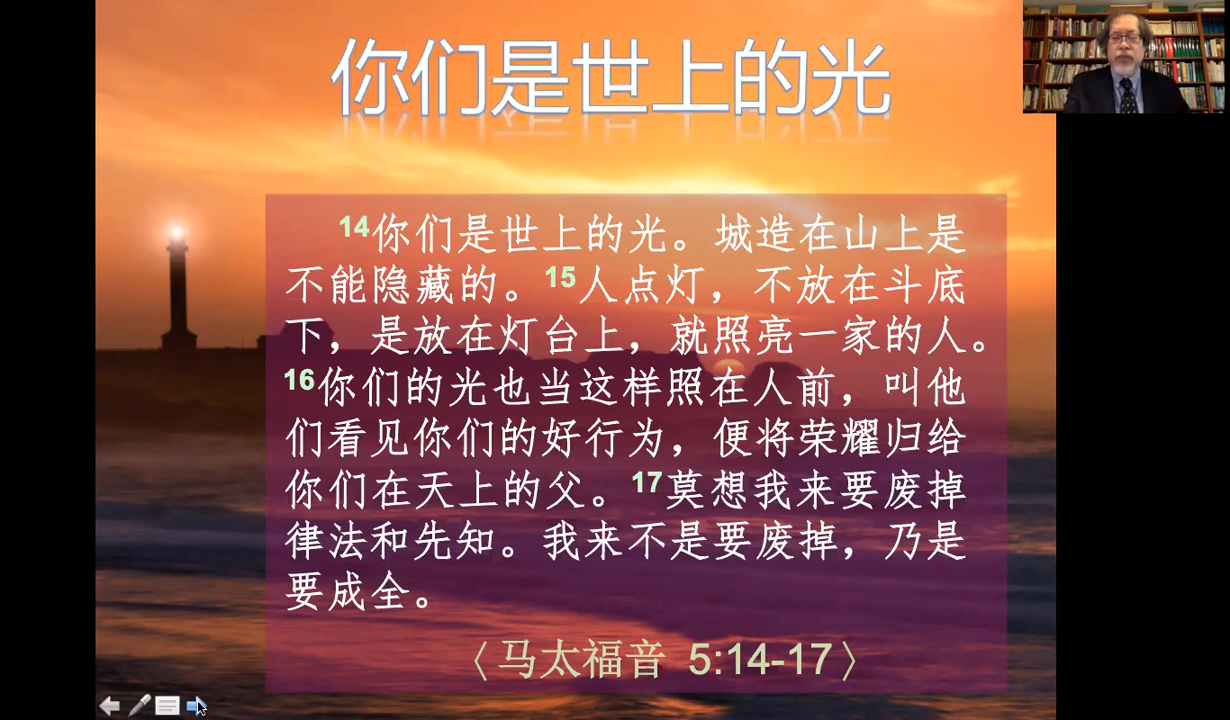 你们是世上的光
14你们是世上的光。城造在山上是
不能隐藏的。15人点灯，不放在斗底
下，是放在灯台上，就照亮一家的人。
16你们的光也当这样照在人前，叫他
们看见你们的好行为，便将荣耀归给
你们在天上的父。17莫想我来要废掉
律法和先知。我来不是要废掉，乃是
要成全。
〈马太福音 5:14-17〉